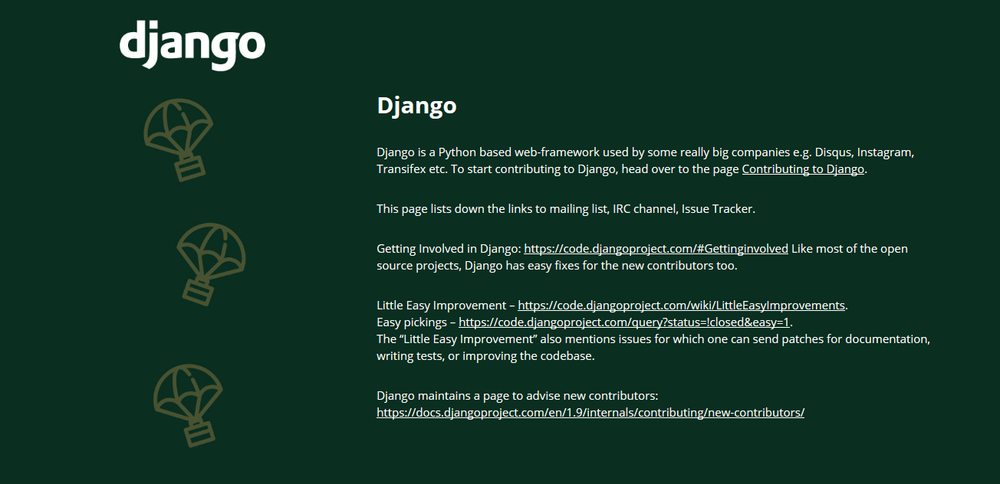 django
Django
Django is a Python based web-framework used by some really big companies e.g. Disqus, Instagram,
Transifex etc. To start contributing to Django, head over to the page Contributing to Django.
This page lists down the links to mailing list, IRC channel, Issue Tracker.
Getting Involved in Django: https://code.djangoproject.com/#Gettinginvolved Like most of the open
source projects, Django has easy fixes for the new contributors too.
Little Easy Improvement – https://code.djangoproject.com/wiki/LittleEasyImprovements.
Easy pickings – https://code.djangoproject.com/query?status=!closed&easy=1.
The “Little Easy Improvement” also mentions issues for which one can send patches for documentation,
writing tests, or improving the codebase.
Django maintains a page to advise new contributors:
https://docs.djangoproject.com/en/1.9/internals/contributing/new-contributors/